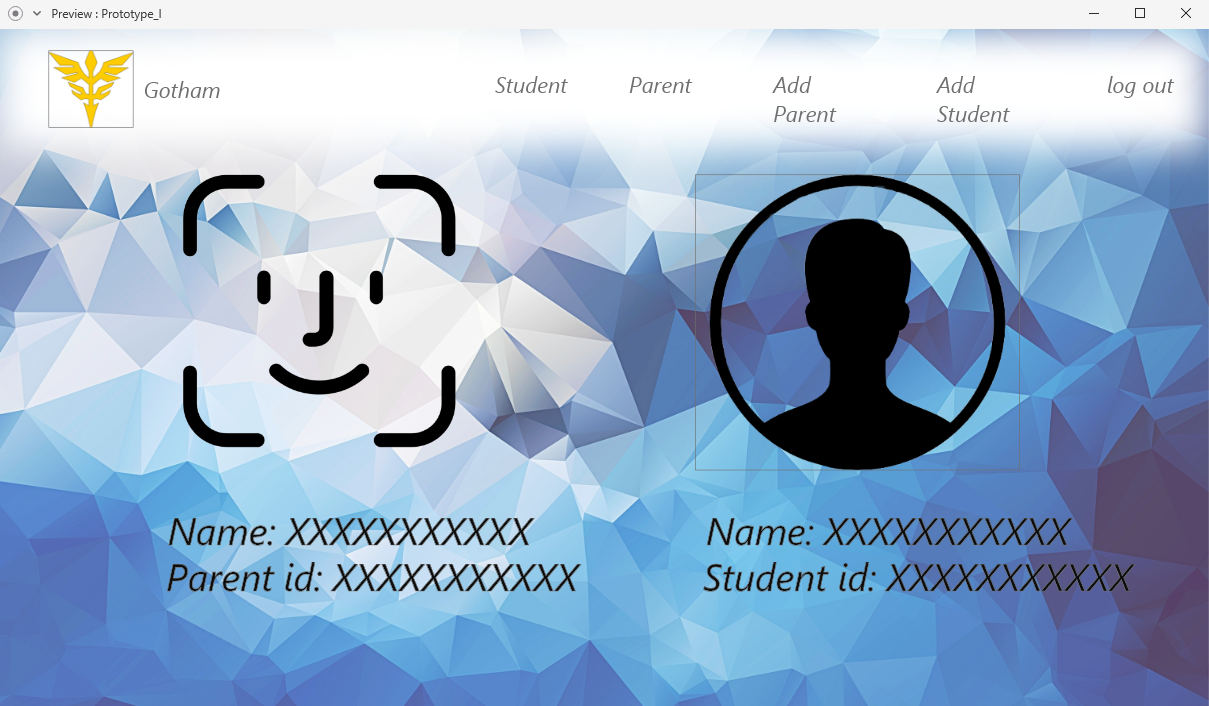 Preview : Prototype_I
Gotham
Student
Parent
Add
Parent
Add
Student
log out
Name: XXXXXXXXXXX
Parent id: XXXXXXXXXXX
Name: XXXXXXXXXXX
Student id: XXXXXXXXXXX